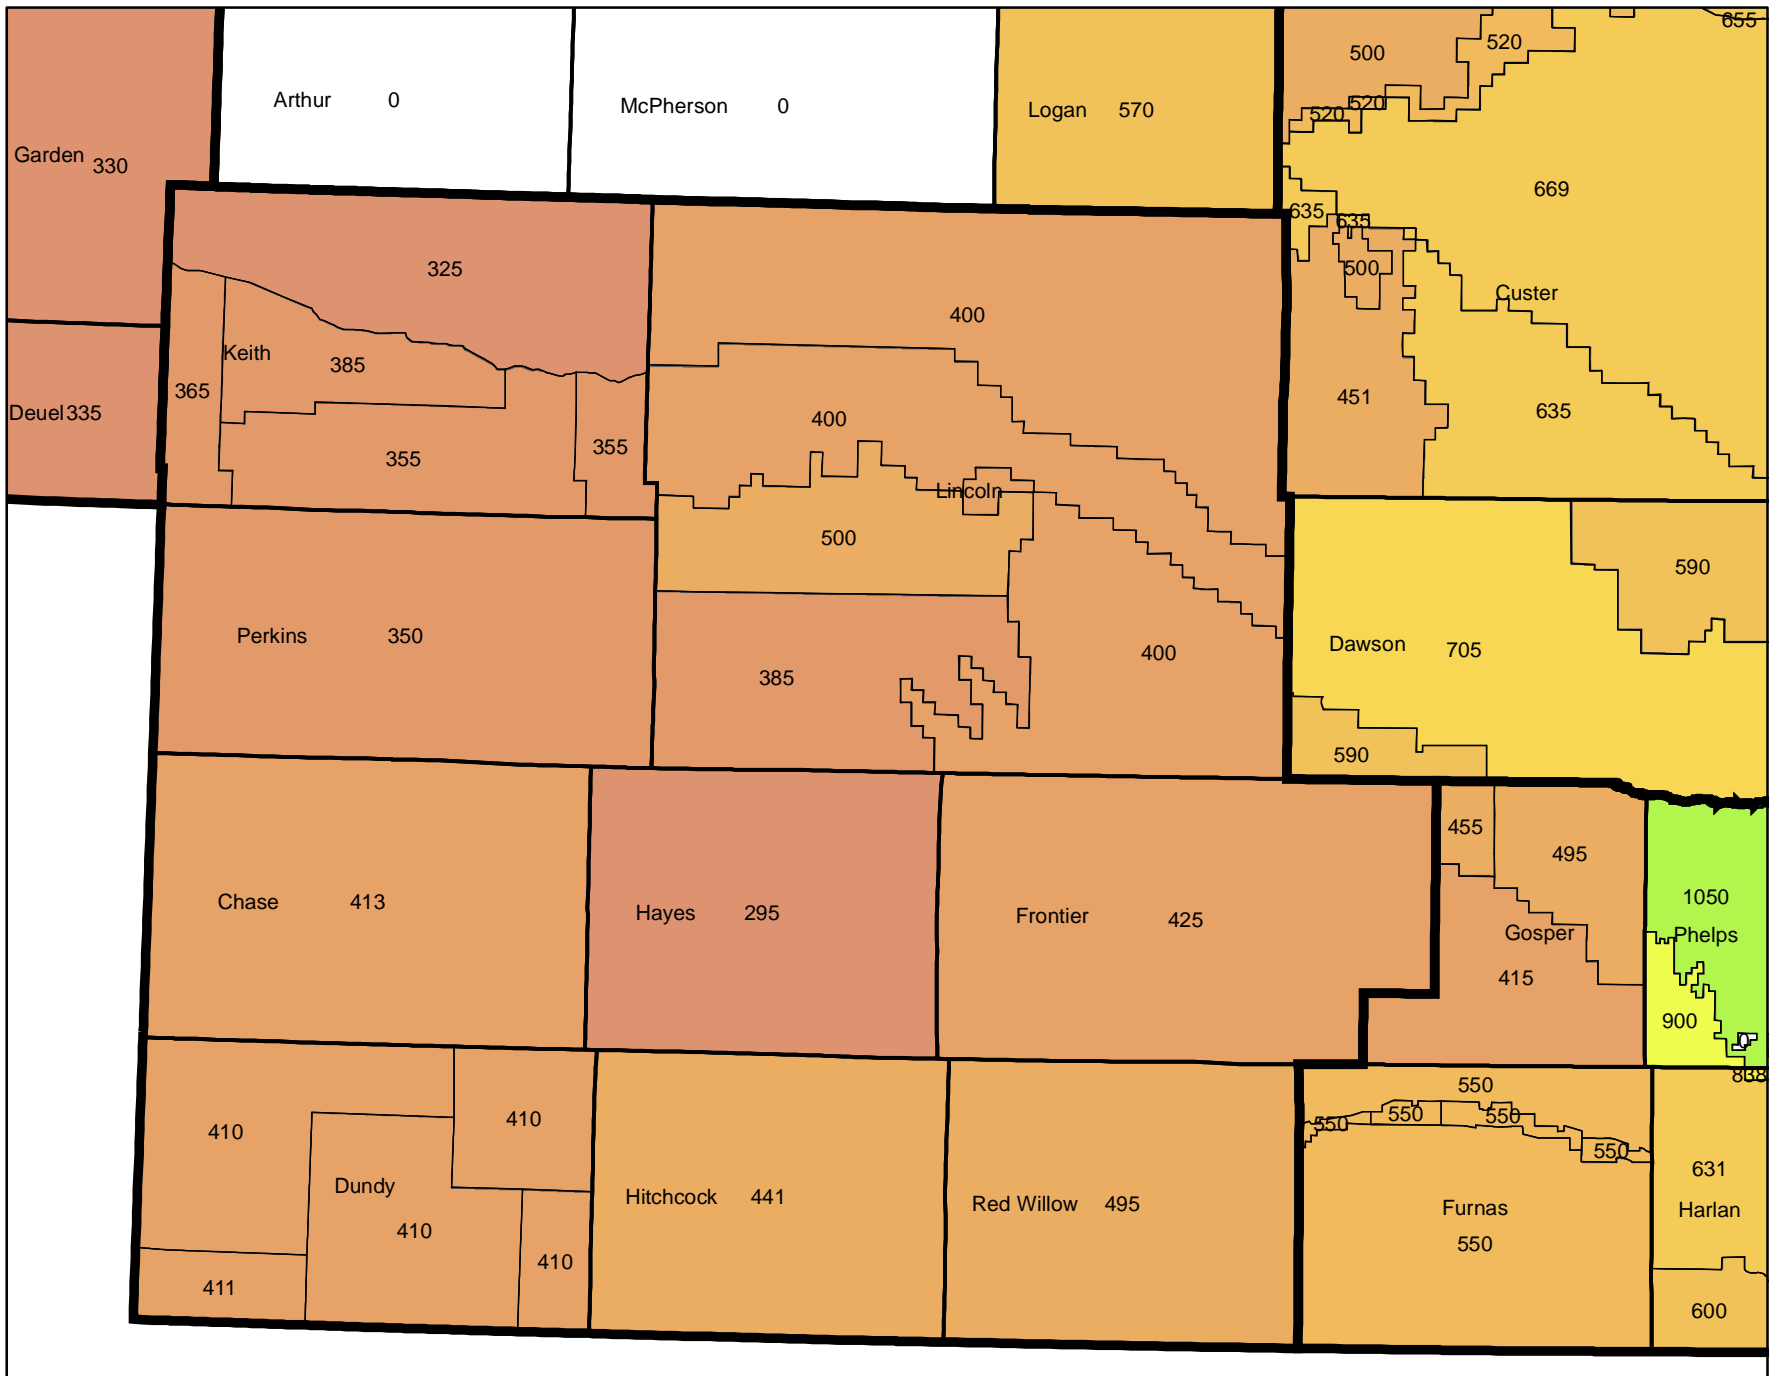 655
500
520
Arthur 0
McPherson 0
Logan 570
520
520
Garden 330
669
635
635
325
500
Custer
400
Keith
385
365
Deuel 335
451
635
400
355
355
Lincoln
500
590
Perkins 350
Dawson 705
400
385
590
455
495
Chase 413
Hayes 295
Frontier 425
1050
Gosper
Phelps
415
900
0
838
550
410
410
550
550
550
550
631
Dundy
Hitchcock 441
Red Willow 495
Furnas
Harlan
410
550
410
411
600